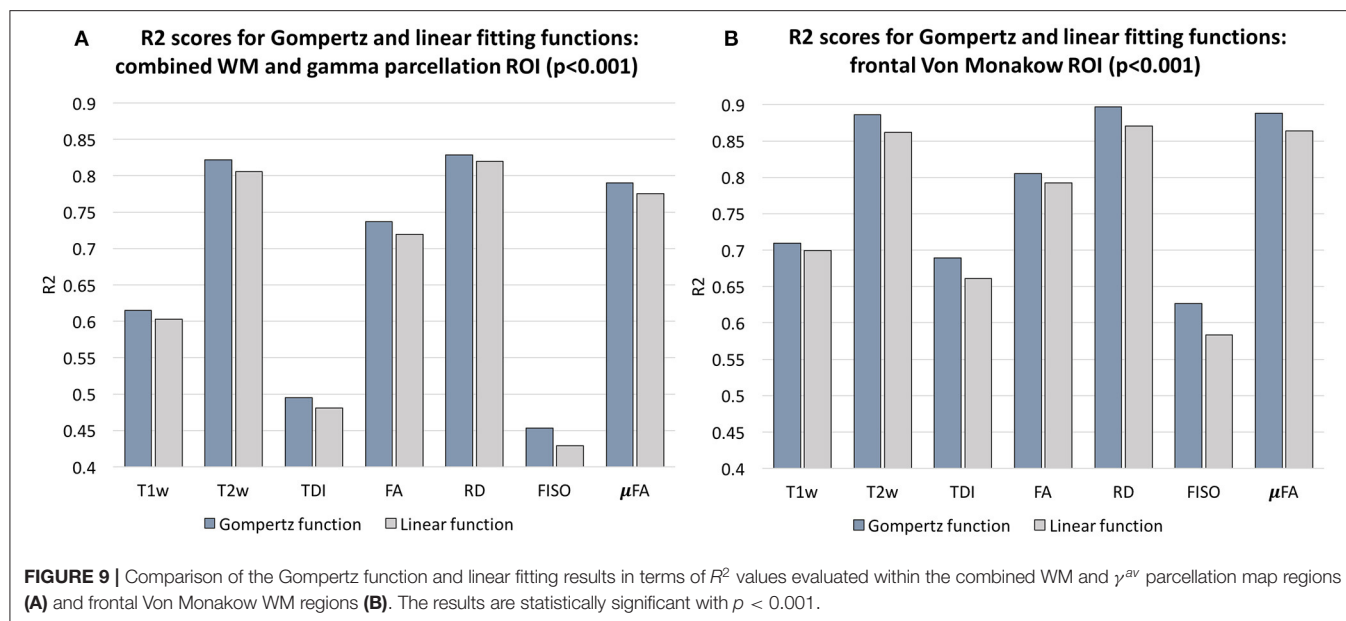 A
R2 scores for Gompertz and linear fitting functions:
combined WM and gamma parcellation ROI (p<0.001)
R2
0.9
0.85
0.8
0.75
0.7
0.65
0.6
0.55
0.5
0.45
0.4
T1w T2w TDI FA RD FISO μFA
Gompertz function Linear function
B
R2 scores for Gompertz and linear fitting functions:
frontal Von Monakow ROI (p<0.001)
R2
0.9
0.85
0.8
0.75
0.7
0.65
0.6
0.55
0.5
0.45
0.4
T1w T2w TDI FA RD FISO μFA
Gompertz function Linear function
FIGURE 9 | Comparison of the Gompertz function and linear fitting results in terms of R² values evaluated within the combined WM and γᵃᵛ parcellation map regions
(A) and frontal Von Monakow WM regions (B). The results are statistically significant with p < 0.001.